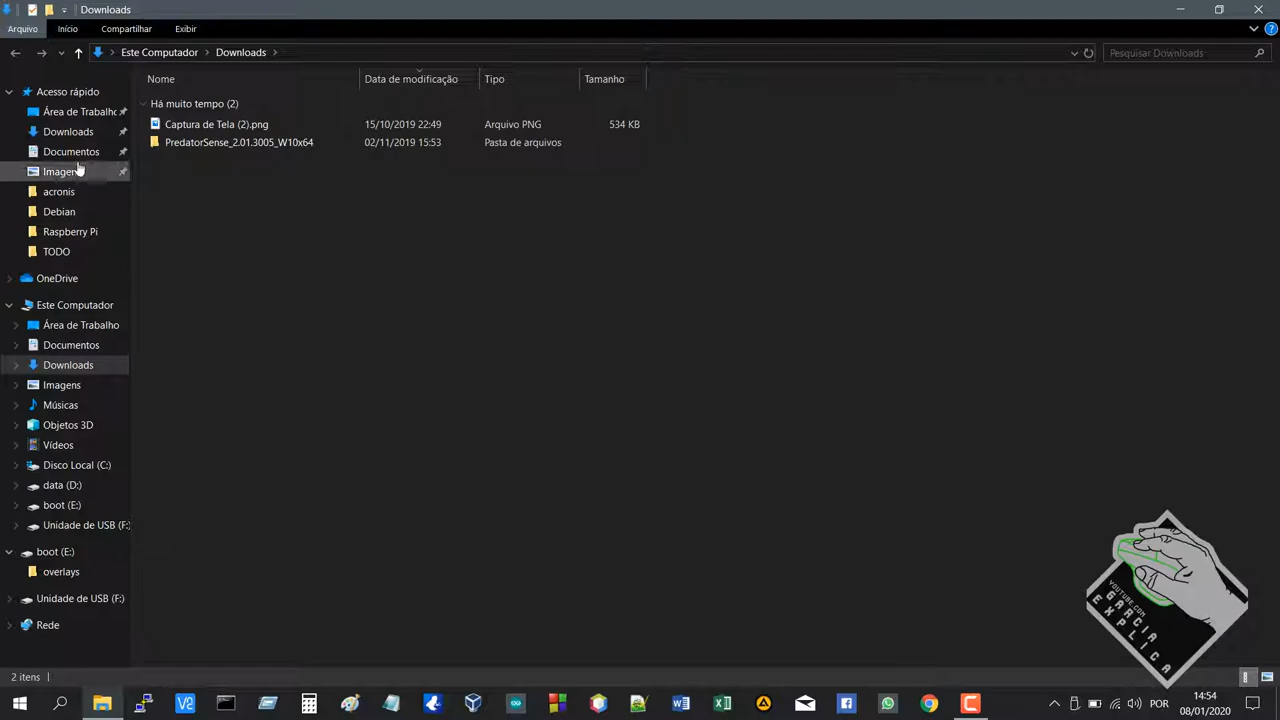 Downloads
Arquivo Início Compartilhar Exibir
Este Computador > Downloads > Pesquisar Downloads
Nome Data de modificação Tipo Tamanho
Há muito tempo (2)
Captura de Tela (2).png 15/10/2019 22:49 Arquivo PNG 534 KB
PredatorSense_2.01.3005_W10x64 02/11/2019 15:53 Pasta de arquivos
Acesso rápido
Área de Trabalho
Downloads
Documentos
Imagens
acronis
Debian
Raspberry Pi
TODO
OneDrive
Este Computador
Área de Trabalho
Documentos
Downloads
Imagens
Músicas
Objetos 3D
Vídeos
Disco Local (C:)
data (D:)
boot (E:)
Unidade de USB (F:)
boot (E:)
overlays
Unidade de USB (F:)
Rede
YOUTUBE.COM
GARCIA
EXPLICA
2 itens
POR 14:54
08/01/2020